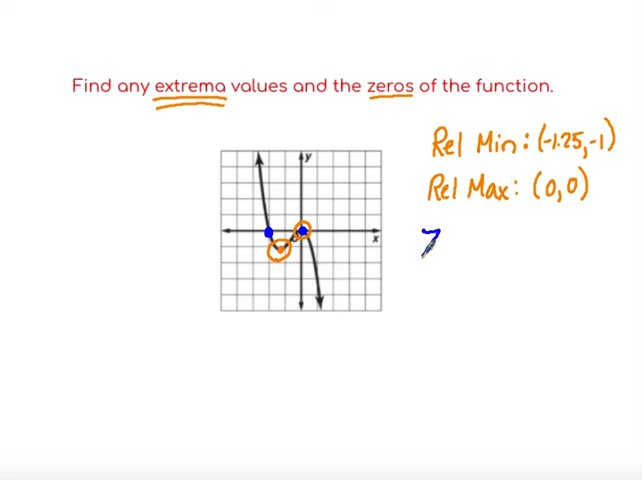 Find any extrema values and the zeros of the function.
Rel Min: (-1.25,-1)
Rel Max: (0,0)
y
x
Z